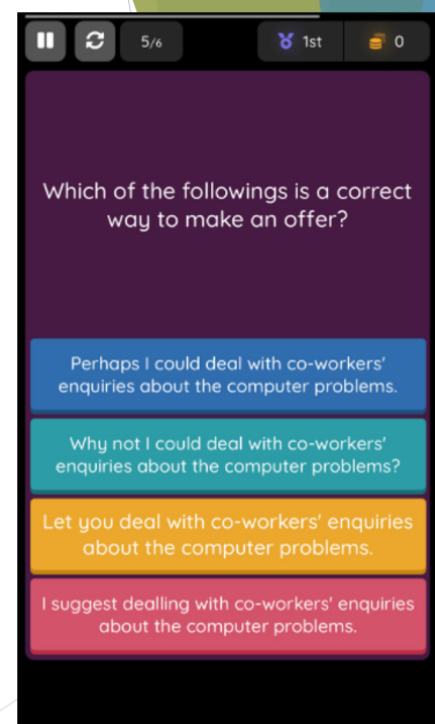 5/6
1st
0
Which of the followings is a correct
way to make an offer?
Perhaps I could deal with co-workers'
enquiries about the computer problems.
Why not I could deal with co-workers'
enquiries about the computer problems?
Let you deal with co-workers' enquiries
about the computer problems.
I suggest dealling with co-workers' enquiries
about the computer problems.